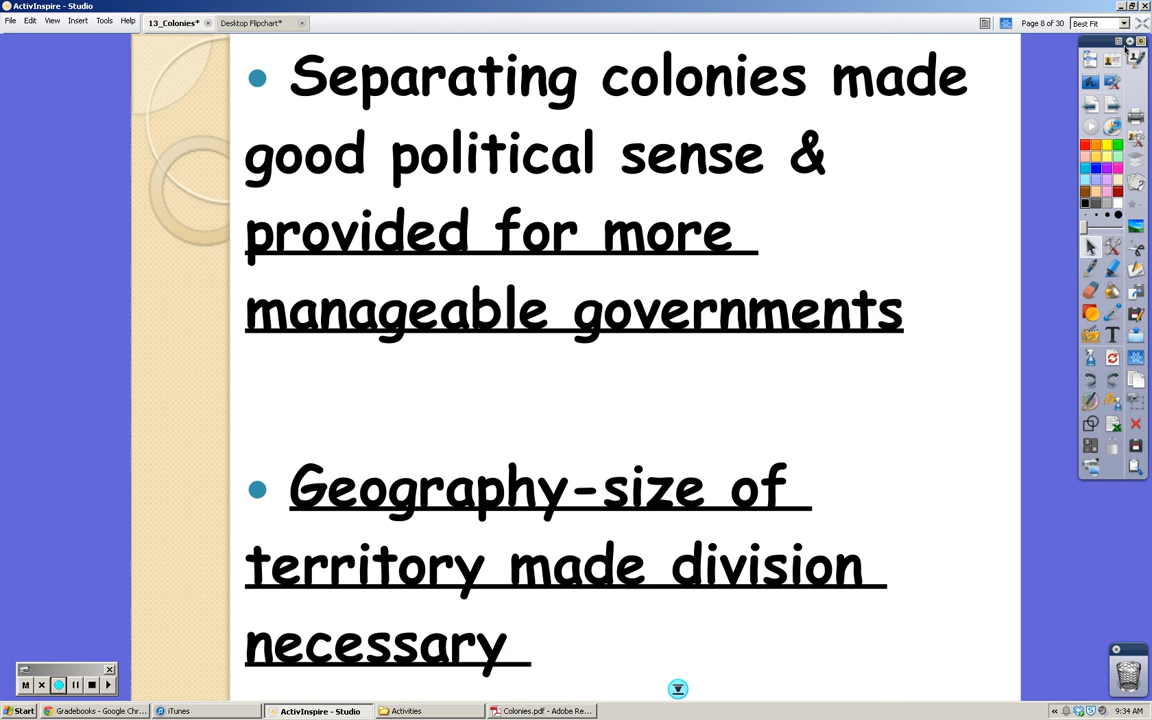 ActivInspire - Studio
File Edit View Insert Tools Help
13_Colonies*
Desktop Flipchart*
Page 8 of 30
Best Fit
• Separating colonies made
good political sense &
provided for more
manageable governments
• Geography-size of
territory made division
necessary
M
Start
Gradebooks - Google Chr...
iTunes
ActivInspire - Studio
Activities
Colonies.pdf - Adobe Re...
9:34 AM